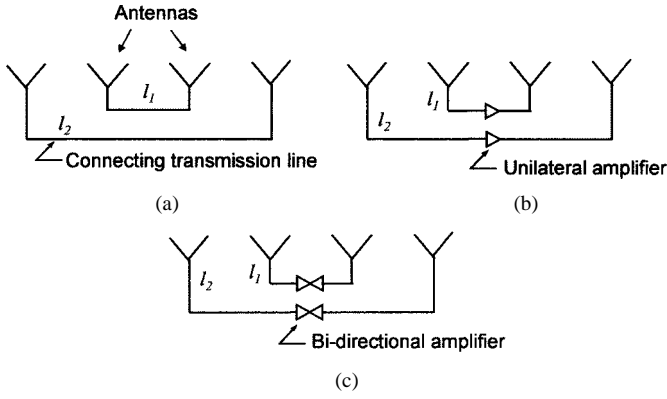 Antennas
l1
l2
Connecting transmission line
(a)
l1
l2
Unilateral amplifier
(b)
l2
l1
Bi-directional amplifier
(c)